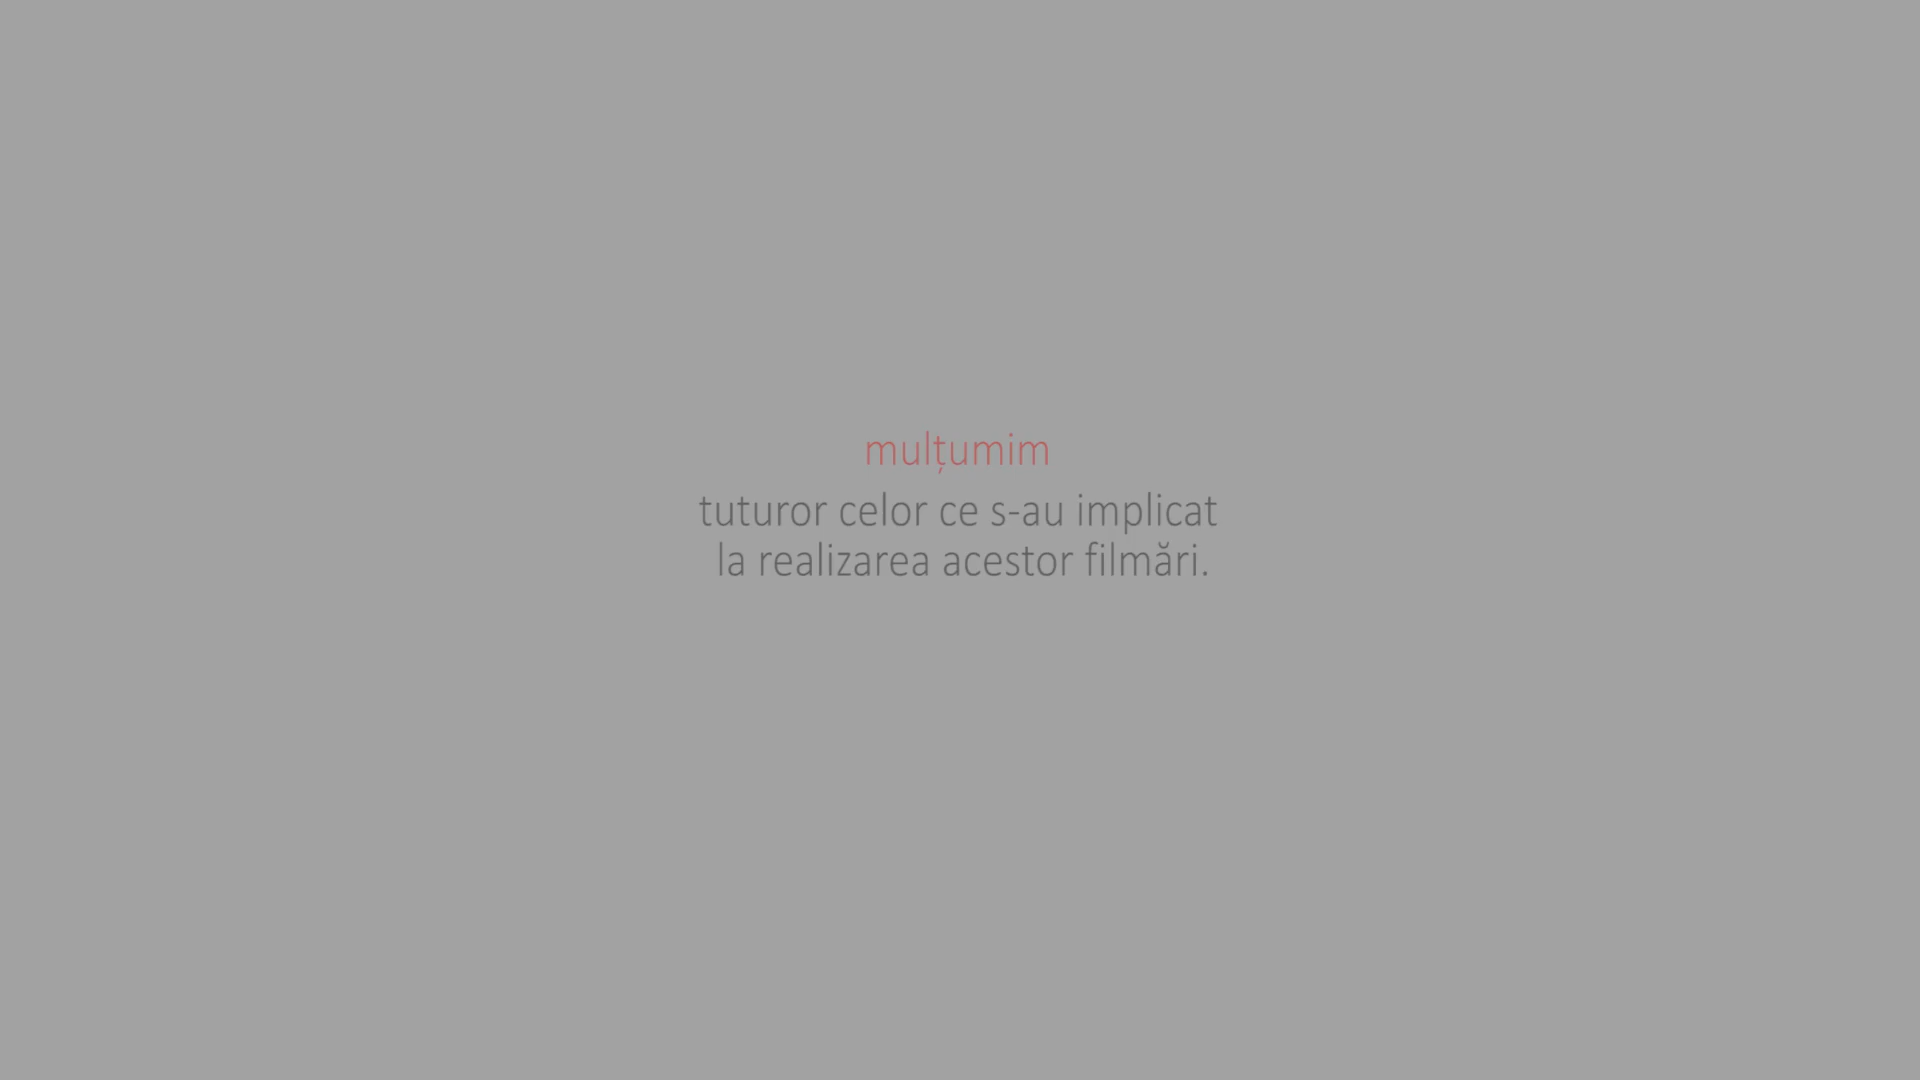 mulțumim
tuturor celor ce s-au implicat
la realizarea acestor filmări.